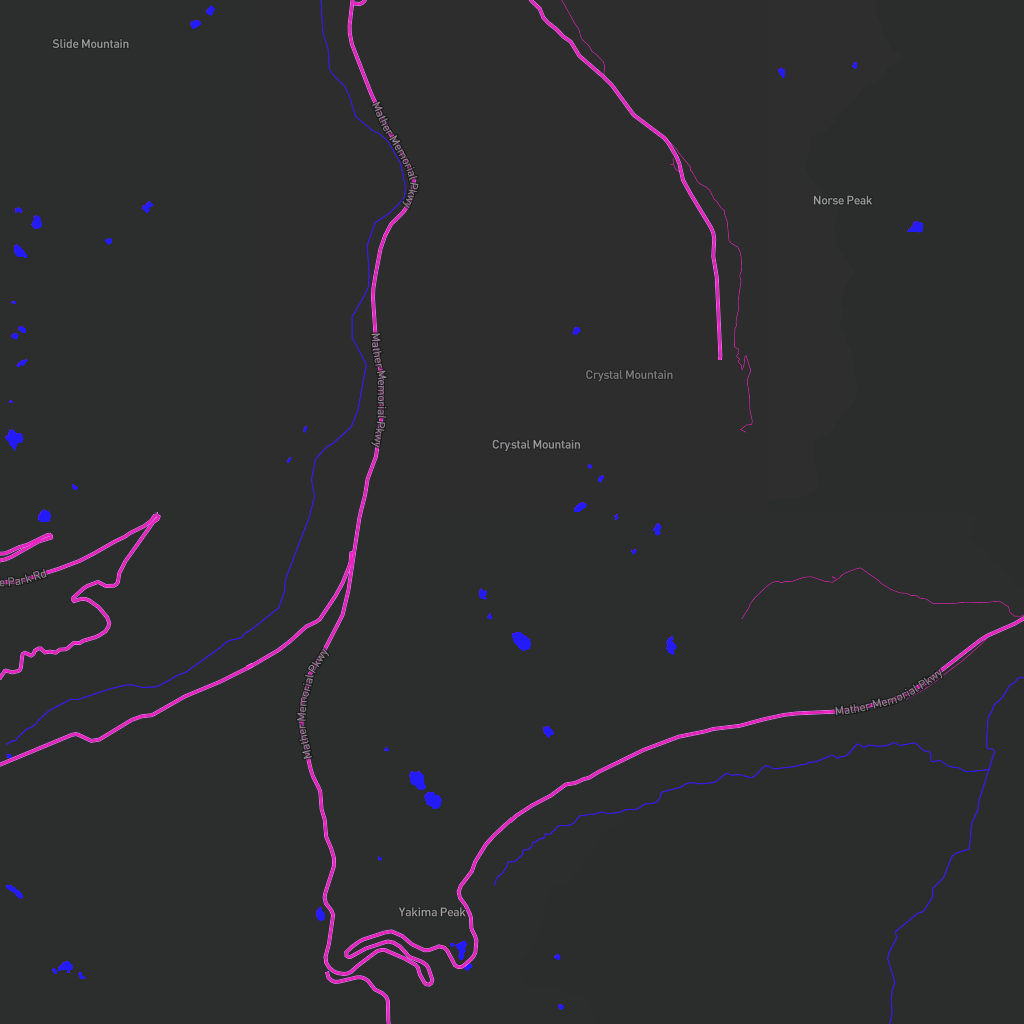 Slide Mountain
Mather Memorial Pkwy
Norse Peak
Mather Memorial Pkwy
Crystal Mountain
Crystal Mountain
Park Rd
Mather Memorial Pkwy
Mather Memorial Pkwy
Yakima Peak